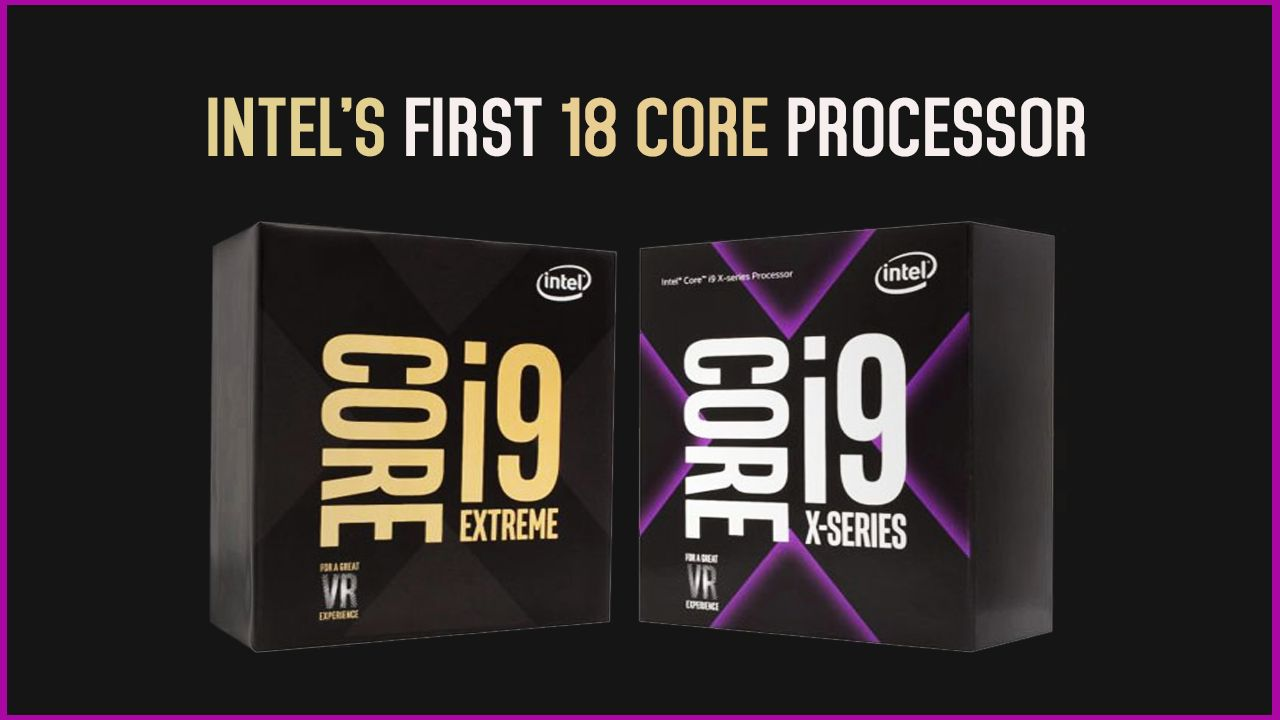 INTEL'S FIRST 18 CORE PROCESSOR
intel
CORE i9
EXTREME
FOR A GREAT
VR
EXPERIENCE
Intel® Core™ i9 X-series Processor
intel
CORE i9
X-SERIES
FOR A GREAT
VR
EXPERIENCE